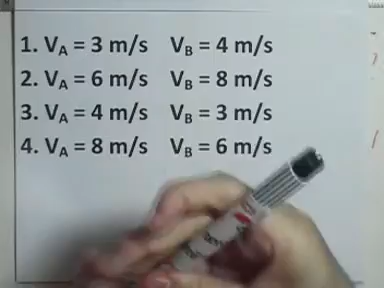 1. VA = 3 m/s VB = 4 m/s
2. VA = 6 m/s VB = 8 m/s
3. VA = 4 m/s VB = 3 m/s
4. VA = 8 m/s VB = 6 m/s